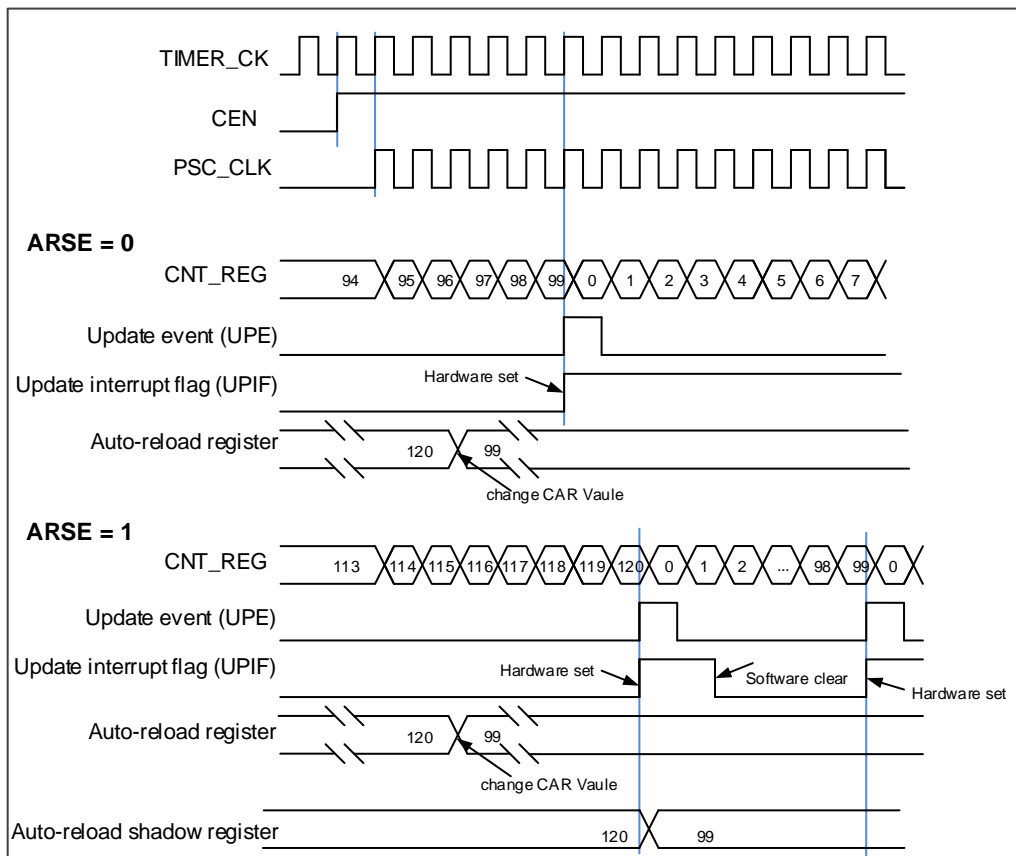 TIMER_CK
CEN
PSC_CLK
ARSE = 0
CNT_REG 94 95 96 97 98 99 0 1 2 3 4 5 6 7
Update event (UPE)
Update interrupt flag (UPIF) Hardware set
Auto-reload register 120 99
change CAR Vaule
ARSE = 1
CNT_REG 113 114 115 116 117 118 119 120 0 1 2 ... 98 99 0
Update event (UPE)
Update interrupt flag (UPIF) Hardware set Software clear Hardware set
Auto-reload register 120 99
change CAR Vaule
Auto-reload shadow register 120 99